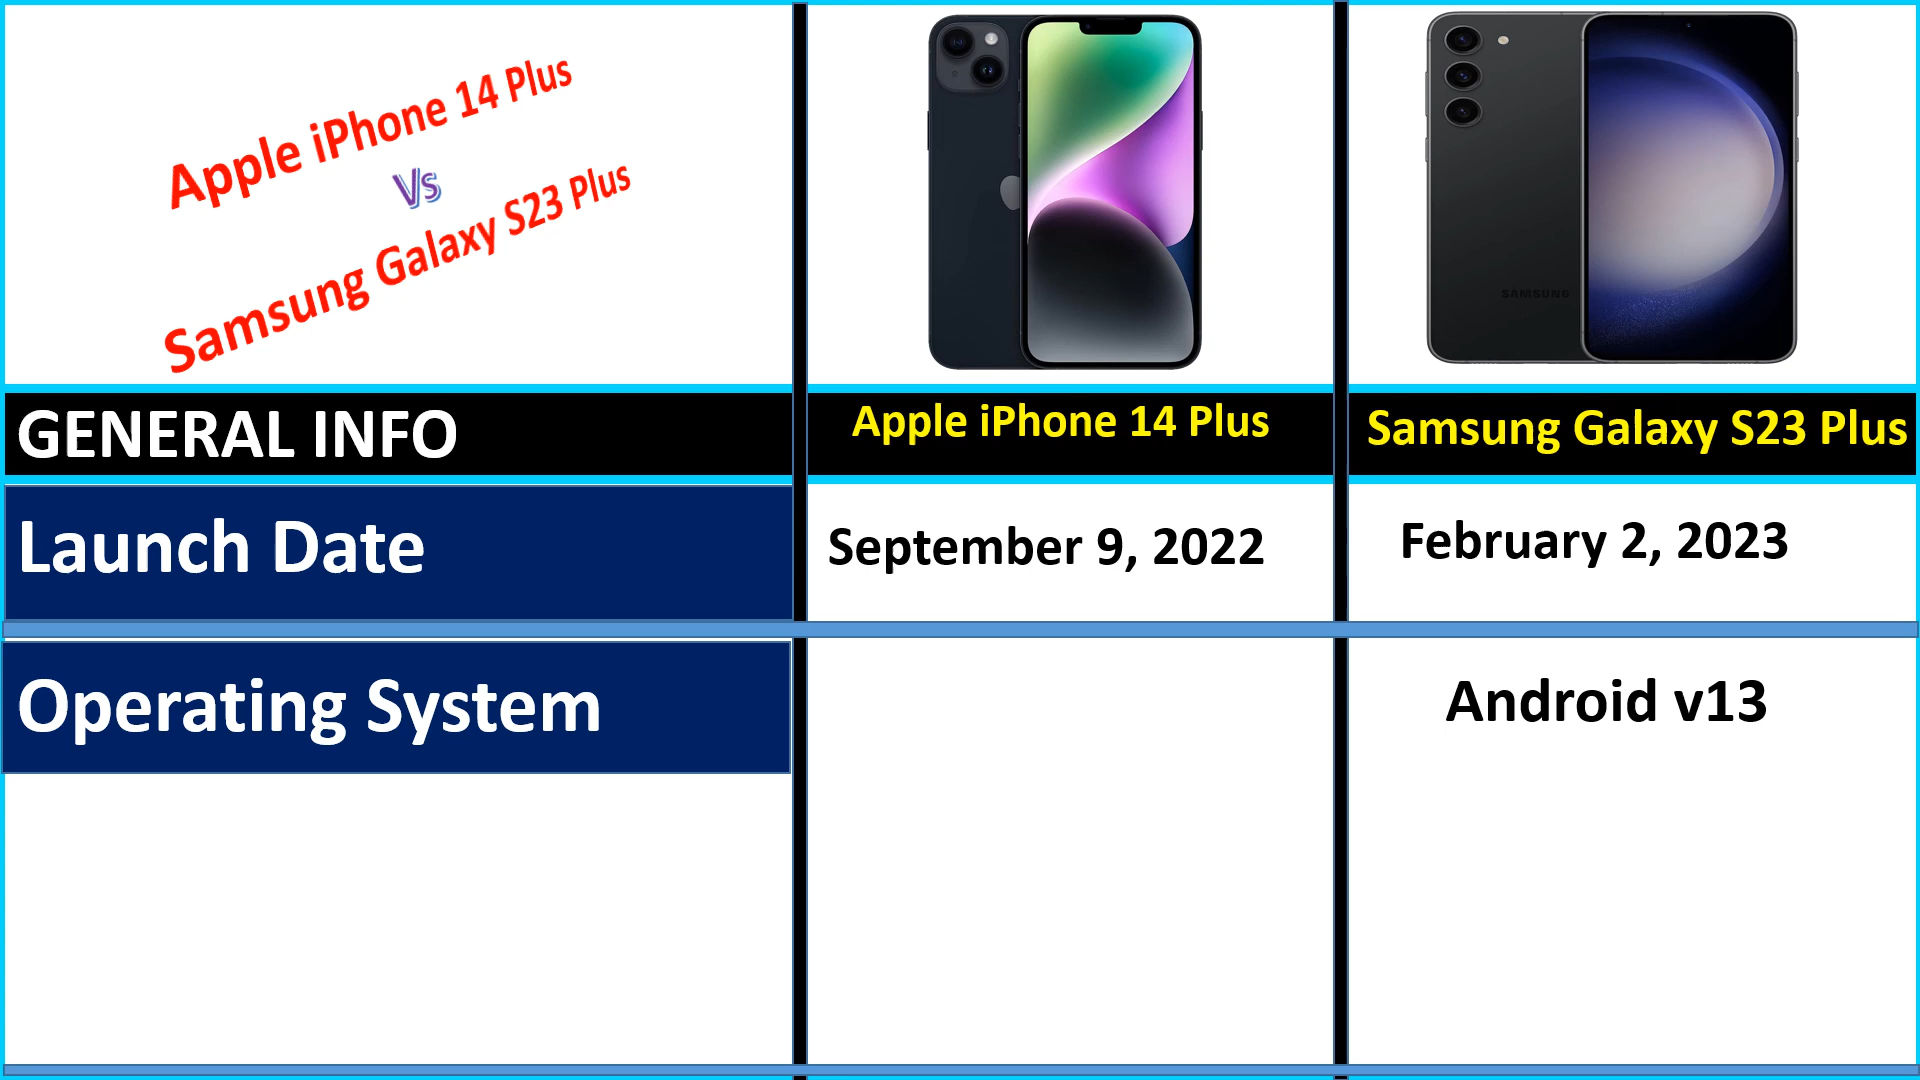 Apple iPhone 14 Plus
Vs
Samsung Galaxy S23 Plus
SAMSUNG
GENERAL INFO
Apple iPhone 14 Plus
Samsung Galaxy S23 Plus
Launch Date
September 9, 2022
February 2, 2023
Operating System
Android v13